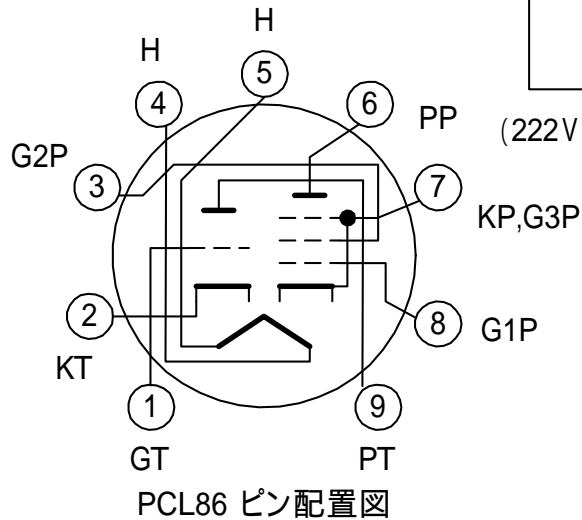 H
H
5
4
6
PP
(222V
G2P
3
7
KP,G3P
2
8
G1P
KT
1
9
GT
PT
PCL86 ピン配置図